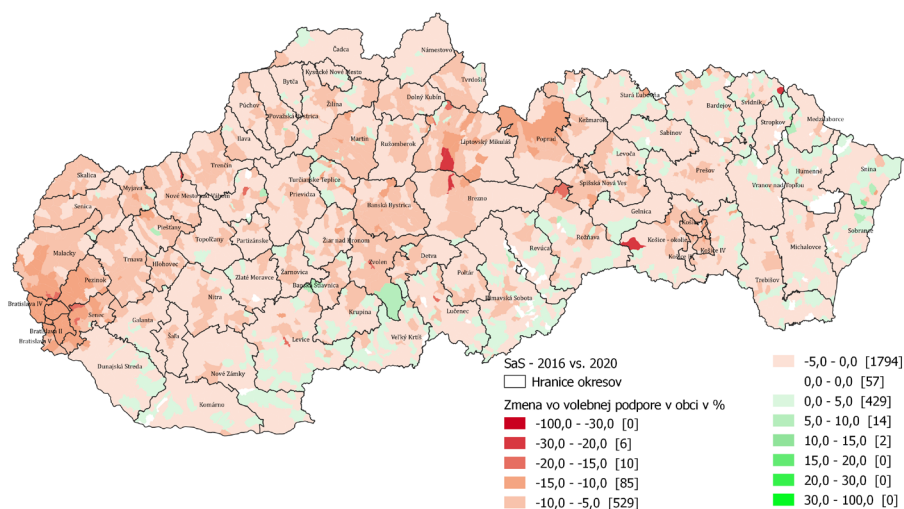 Čadca
Námestovo
Kysucké Nové Mesto
Tvrdošín
Bytča
Dolný Kubín
Stará Ľubovňa
Žilina
Púchov
Považská Bystrica
Kežmarok
Bardejov
Svidník
Stropkov
Medzilaborce
Ilava
Martin
Ružomberok
Liptovský Mikuláš
Poprad
Sabinov
Levoča
Trenčín
Prešov
Humenné
Snina
Skalica
Myjava
Nové Mesto nad Váhom
Turčianske Teplice
Prievidza
Spišská Nová Ves
Vranov nad Topľou
Senica
Banská Bystrica
Brezno
Gelnica
Piešťany
Topoľčany
Partizánske
Žiar nad Hronom
Revúca
Rožňava
Košice - okolie
Košice IV
Sobrance
Michalovce
Malacky
Trnava
Hlohovec
Zvolen
Detva
Poltár
Pezinok
Zlaté Moravce
Žarnovica
Banská Štiavnica
Trebišov
Nitra
Rimavská Sobota
Bratislava IV
Senec
Galanta
Krupina
Lučenec
Bratislava II
Bratislava V
Šaľa
Levice
Veľký Krtíš
Dunajská Streda
Nové Zámky
Komárno
SaS - 2016 vs. 2020
Hranice okresov
Zmena vo volebnej podpore v obci v %
-100,0 - -30,0 [0]
-30,0 - -20,0 [6]
-20,0 - -15,0 [10]
-15,0 - -10,0 [85]
-10,0 - -5,0 [529]
-5,0 - 0,0 [1794]
0,0 - 0,0 [57]
0,0 - 5,0 [429]
5,0 - 10,0 [14]
10,0 - 15,0 [2]
15,0 - 20,0 [0]
20,0 - 30,0 [0]
30,0 - 100,0 [0]